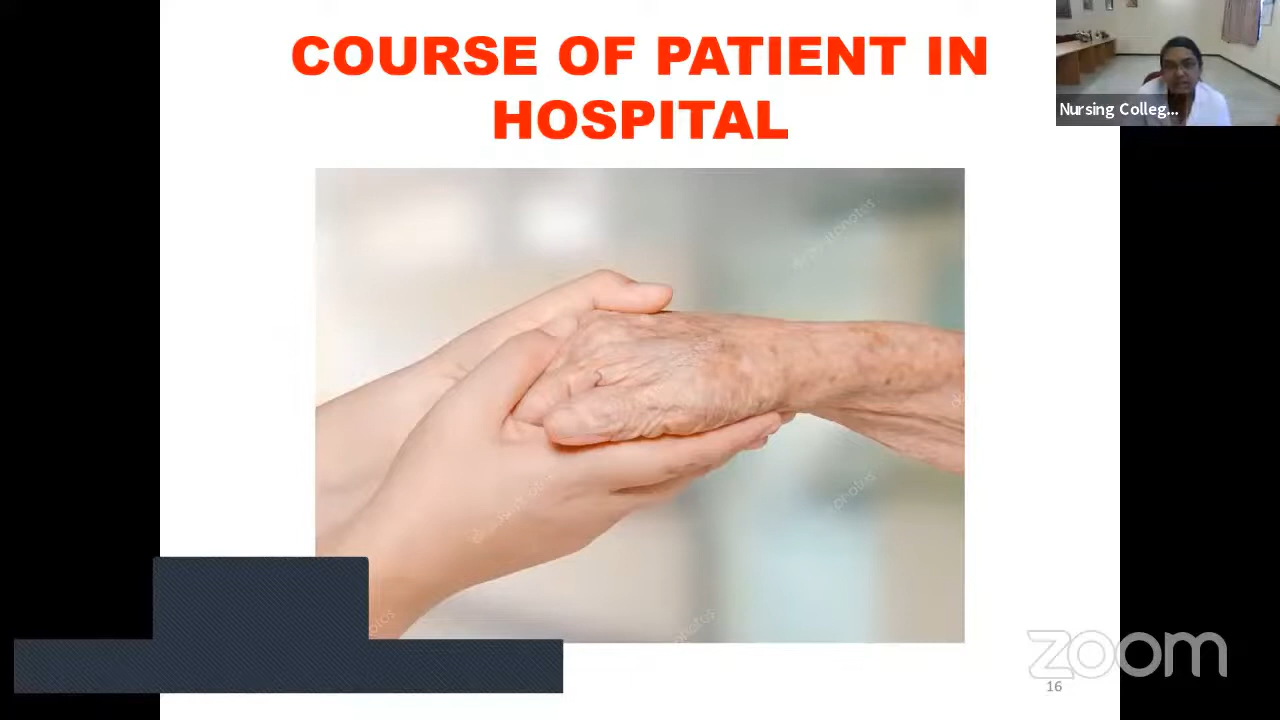 COURSE OF PATIENT IN
HOSPITAL
Nursing Colleg...
zoom
16